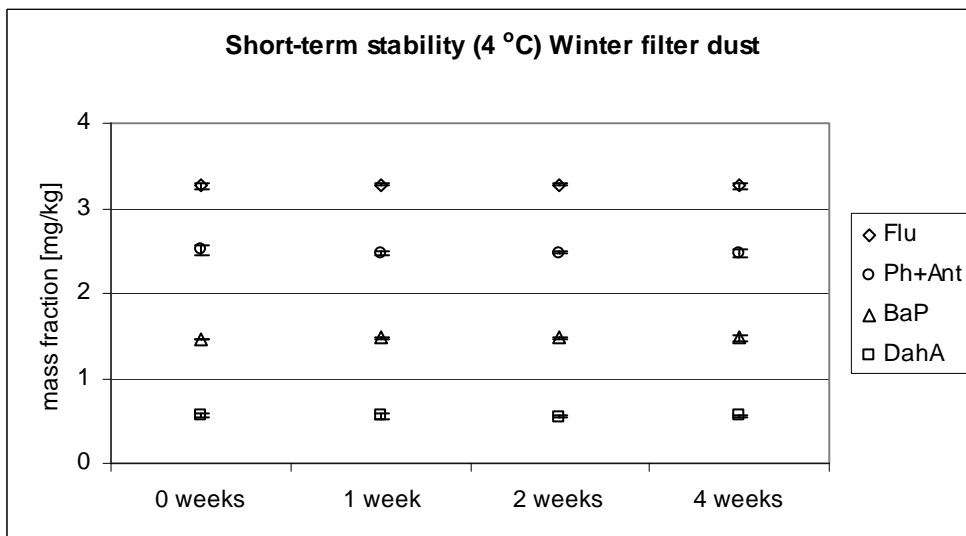 Short-term stability (4 °C) Winter filter dust
mass fraction [mg/kg]
4
3
2
1
0
0 weeks
1 week
2 weeks
4 weeks
Flu
Ph+Ant
BaP
DahA